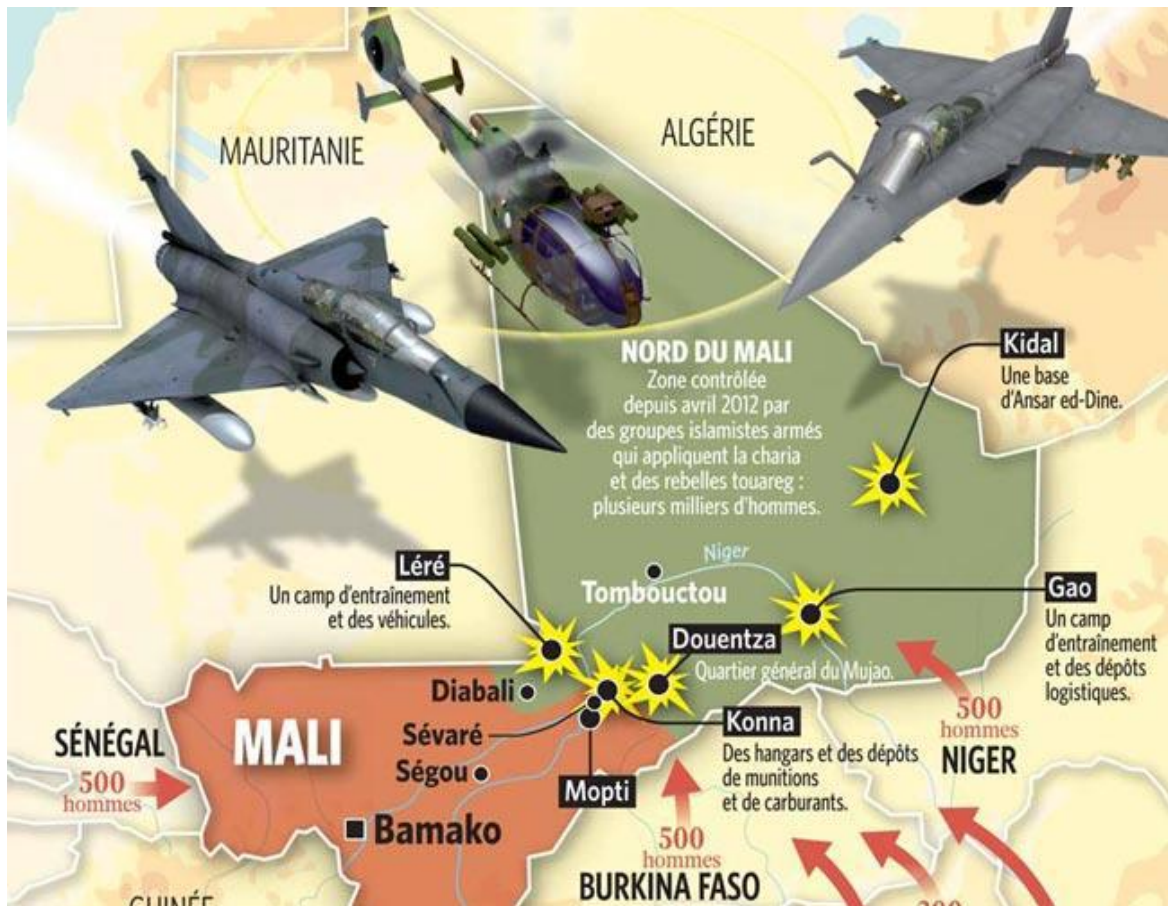 MAURITANIE
ALGÉRIE
NORD DU MALI
Zone contrôlée
depuis avril 2012 par
des groupes islamistes armés
qui appliquent la charia
et des rebelles touareg :
plusieurs milliers d'hommes.
Kidal
Une base
d'Ansar ed-Dine.
Niger
Tombouctou
Léré
Un camp d'entraînement
et des véhicules.
Gao
Un camp
d'entraînement
et des dépôts
logistiques.
Douentza
Quartier général du Mujao.
Diabali
Sévaré
Ségou
Mopti
Konna
Des hangars et des dépôts
de munitions
et de carburants.
SÉNÉGAL
500
hommes
MALI
Bamako
500
hommes
NIGER
500
hommes
BURKINA FASO
GUINÉE